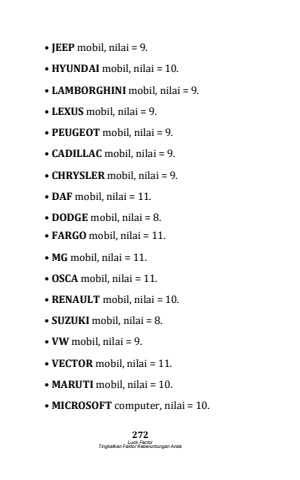 • JEEP mobil, nilai = 9.
• HYUNDAI mobil, nilai = 10.
• LAMBORGHINI mobil, nilai = 9.
• LEXUS mobil, nilai = 9.
• PEUGEOT mobil, nilai = 9.
• CADILLAC mobil, nilai = 9.
• CHRYSLER mobil, nilai = 9.
• DAF mobil, nilai = 11.
• DODGE mobil, nilai = 8.
• FARGO mobil, nilai = 11.
• MG mobil, nilai = 11.
• OSCA mobil, nilai = 11.
• RENAULT mobil, nilai = 10.
• SUZUKI mobil, nilai = 8.
• VW mobil, nilai = 9.
• VECTOR mobil, nilai = 11.
• MARUTI mobil, nilai = 10.
• MICROSOFT computer, nilai = 10.
272
Luck Factor
Tingkatkan Faktor Keberuntungan Anda